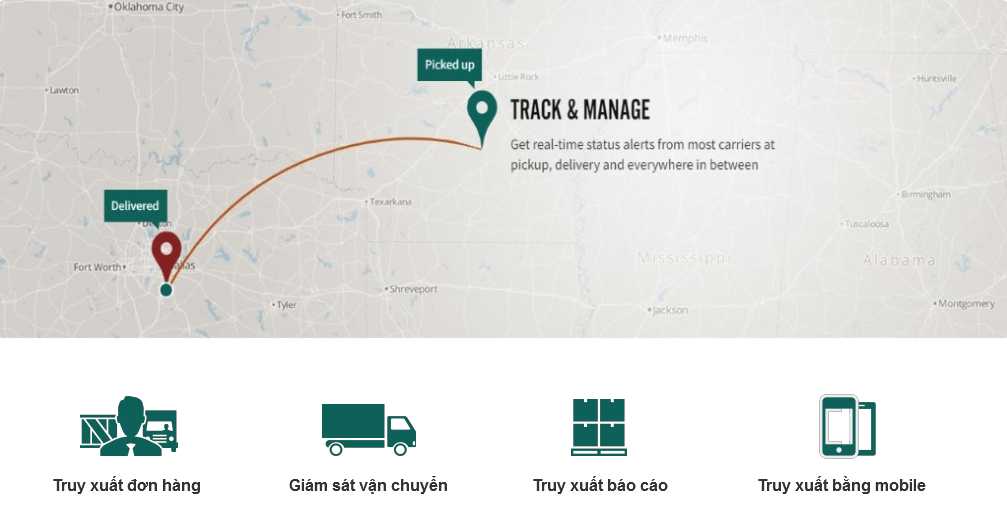 Oklahoma City
Fort Smith
Arkansas
Memphis
Picked up
Little Rock
Huntsville
Lawton
TRACK & MANAGE
Get real-time status alerts from most carriers at
pickup, delivery and everywhere in between
Birmingham
Texarkana
Delivered
Tuscaloosa
Mississippi
Alabama
Fort Worth
Shreveport
Tyler
Jackson
Montgomery
Truy xuất đơn hàng
Giám sát vận chuyển
Truy xuất báo cáo
Truy xuất bằng mobile